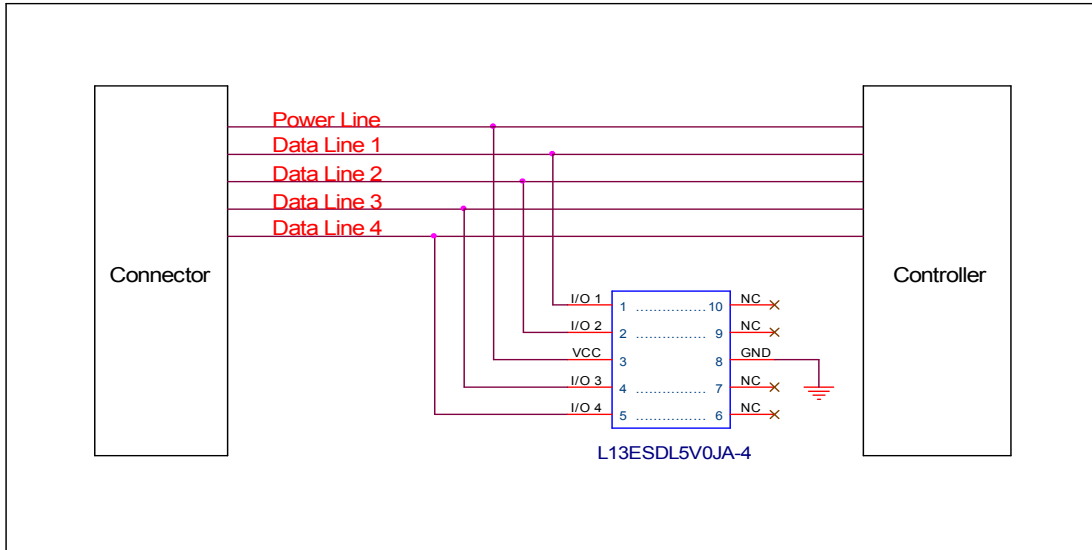 Power Line
Data Line 1
Data Line 2
Data Line 3
Data Line 4
Connector
Controller
I/O 1 1 ................ 10 NC
I/O 2 2 ................ 9 NC
VCC 3 8 GND
I/O 3 4 ................ 7 NC
I/O 4 5 ................ 6 NC
L13ESDL5V0JA-4